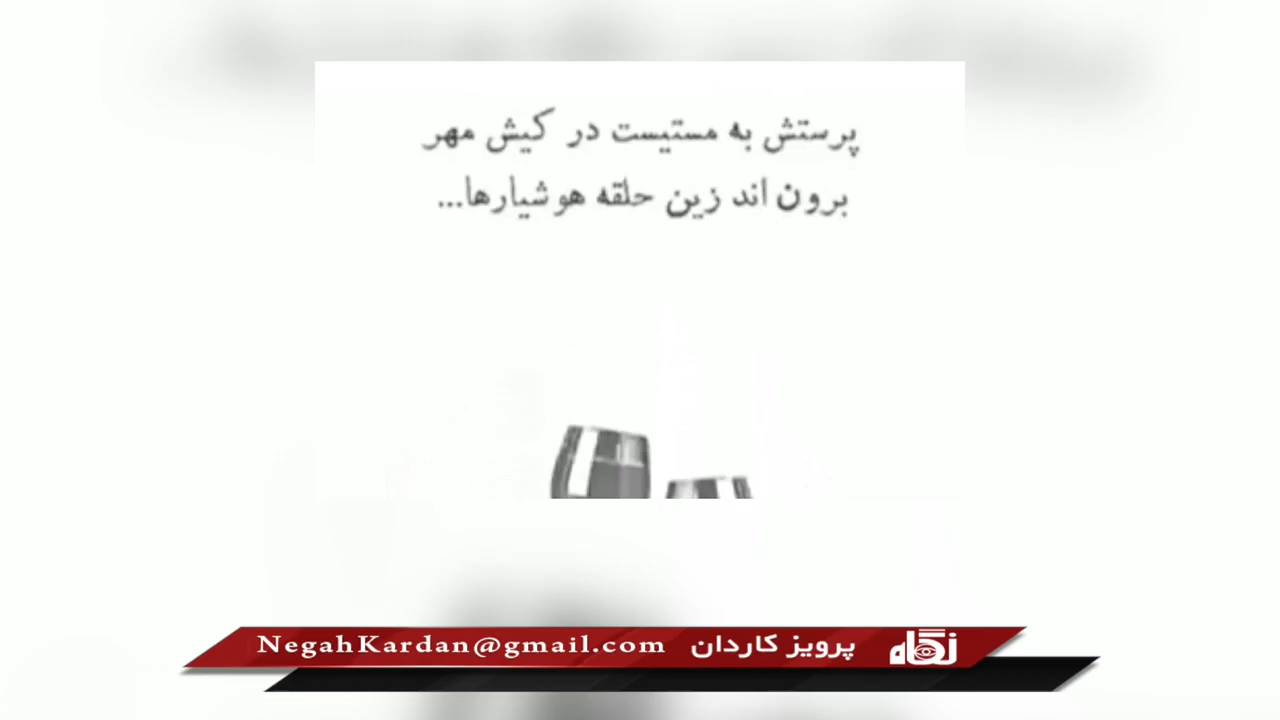 پرستش به مستیست در کیش مهر
برون اند زین حلقه هوشیارها...
نگاه پرویز کاردان NegahKardan@gmail.com